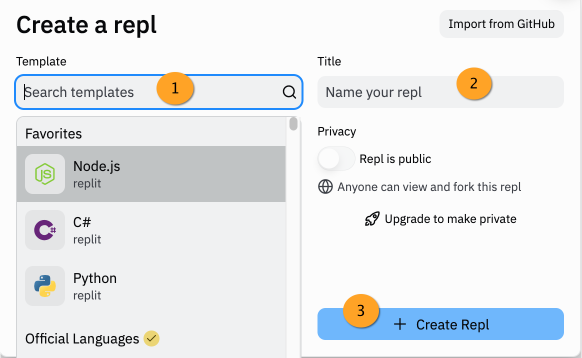 Create a repl
Import from GitHub
Template
Title
Search templates
1
Name your repl
2
Favorites
Node.js
replit
C#
replit
Python
replit
Official Languages
Privacy
Repl is public
Anyone can view and fork this repl
Upgrade to make private
3
+ Create Repl